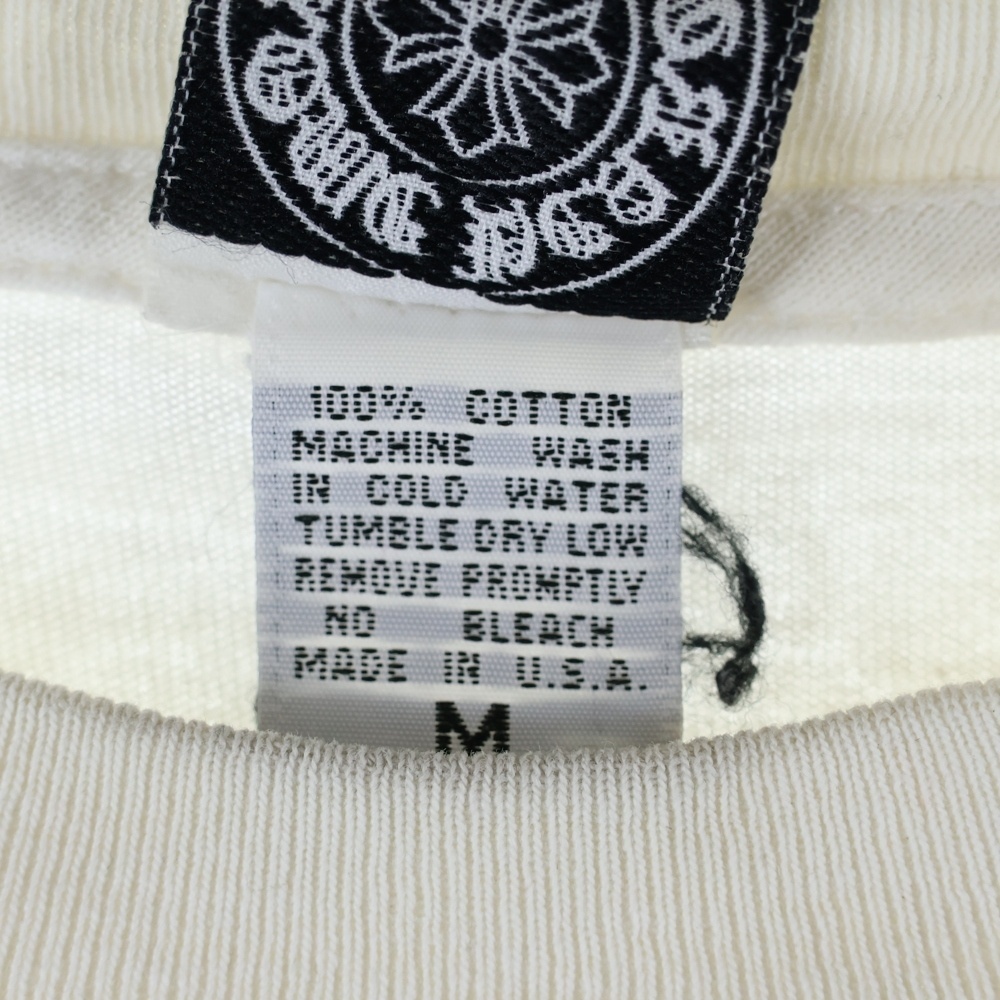 100% COTTON
MACHINE WASH
IN COLD WATER
TUMBLE DRY LOW
REMOVE PROMPTLY
NO BLEACH
MADE IN U.S.A.
M